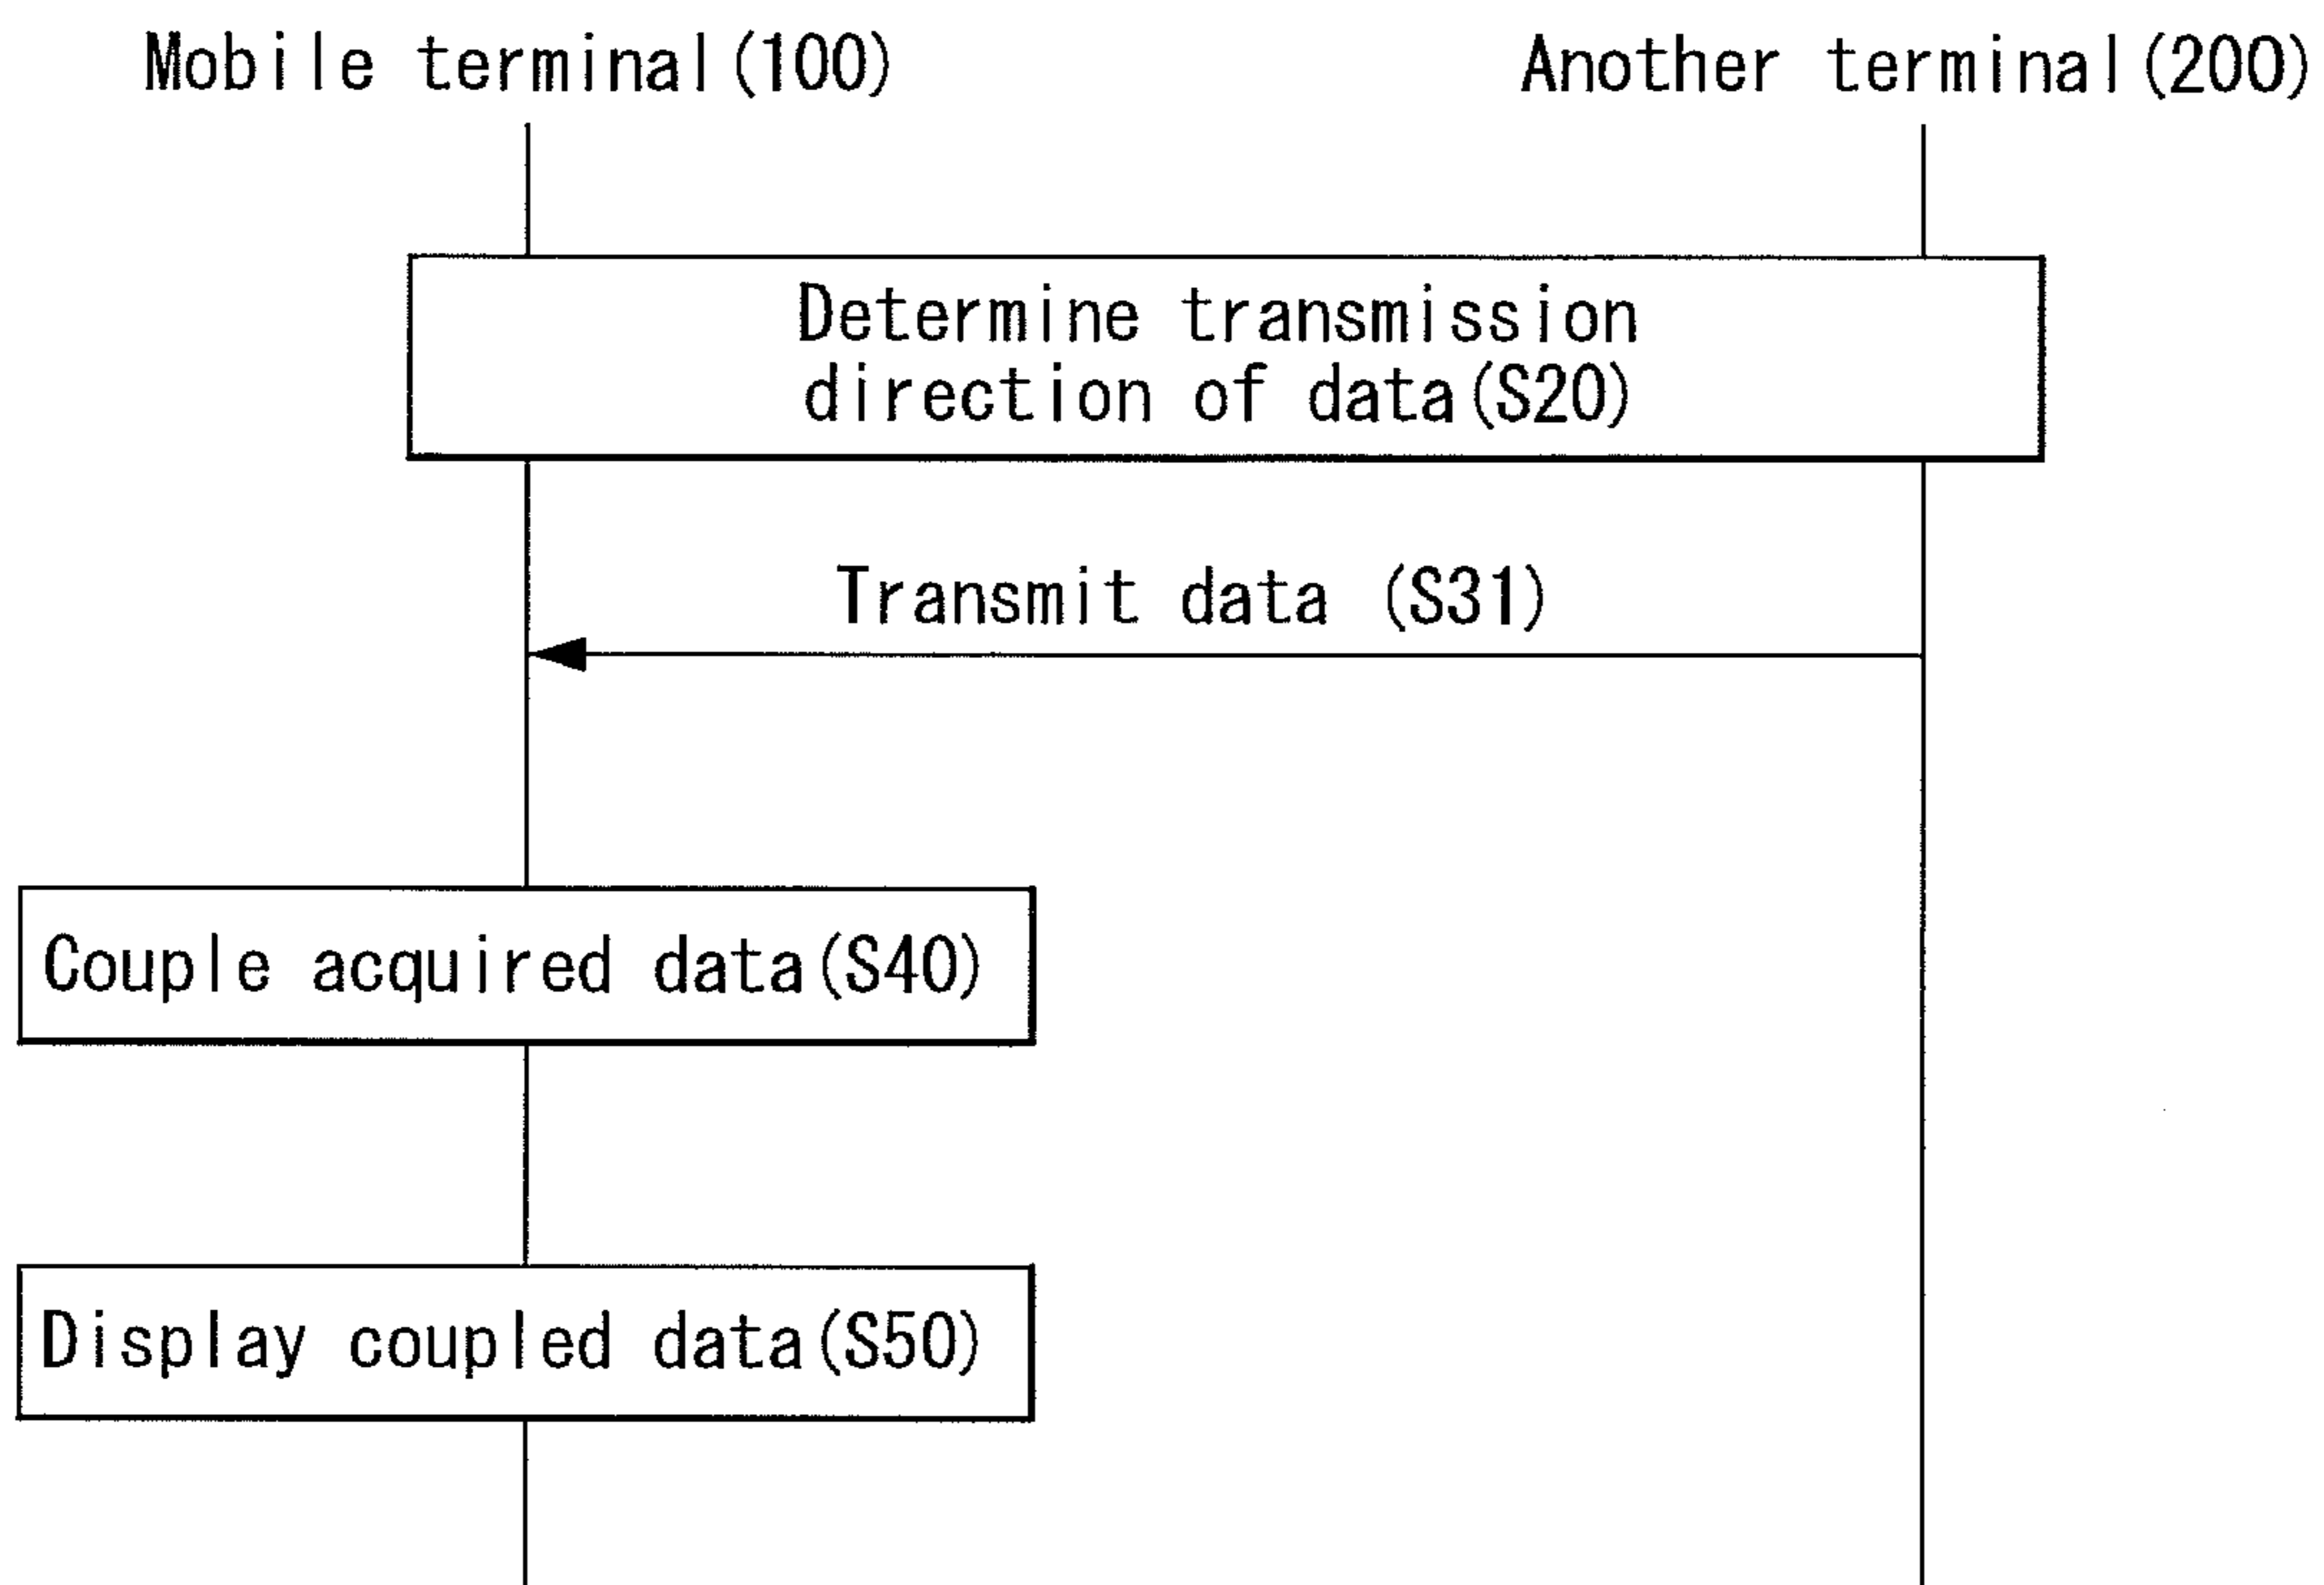 Mobile terminal(100)
Another terminal(200)
Determine transmission
direction of data(S20)
Transmit data (S31)
Couple acquired data(S40)
Display coupled data(S50)